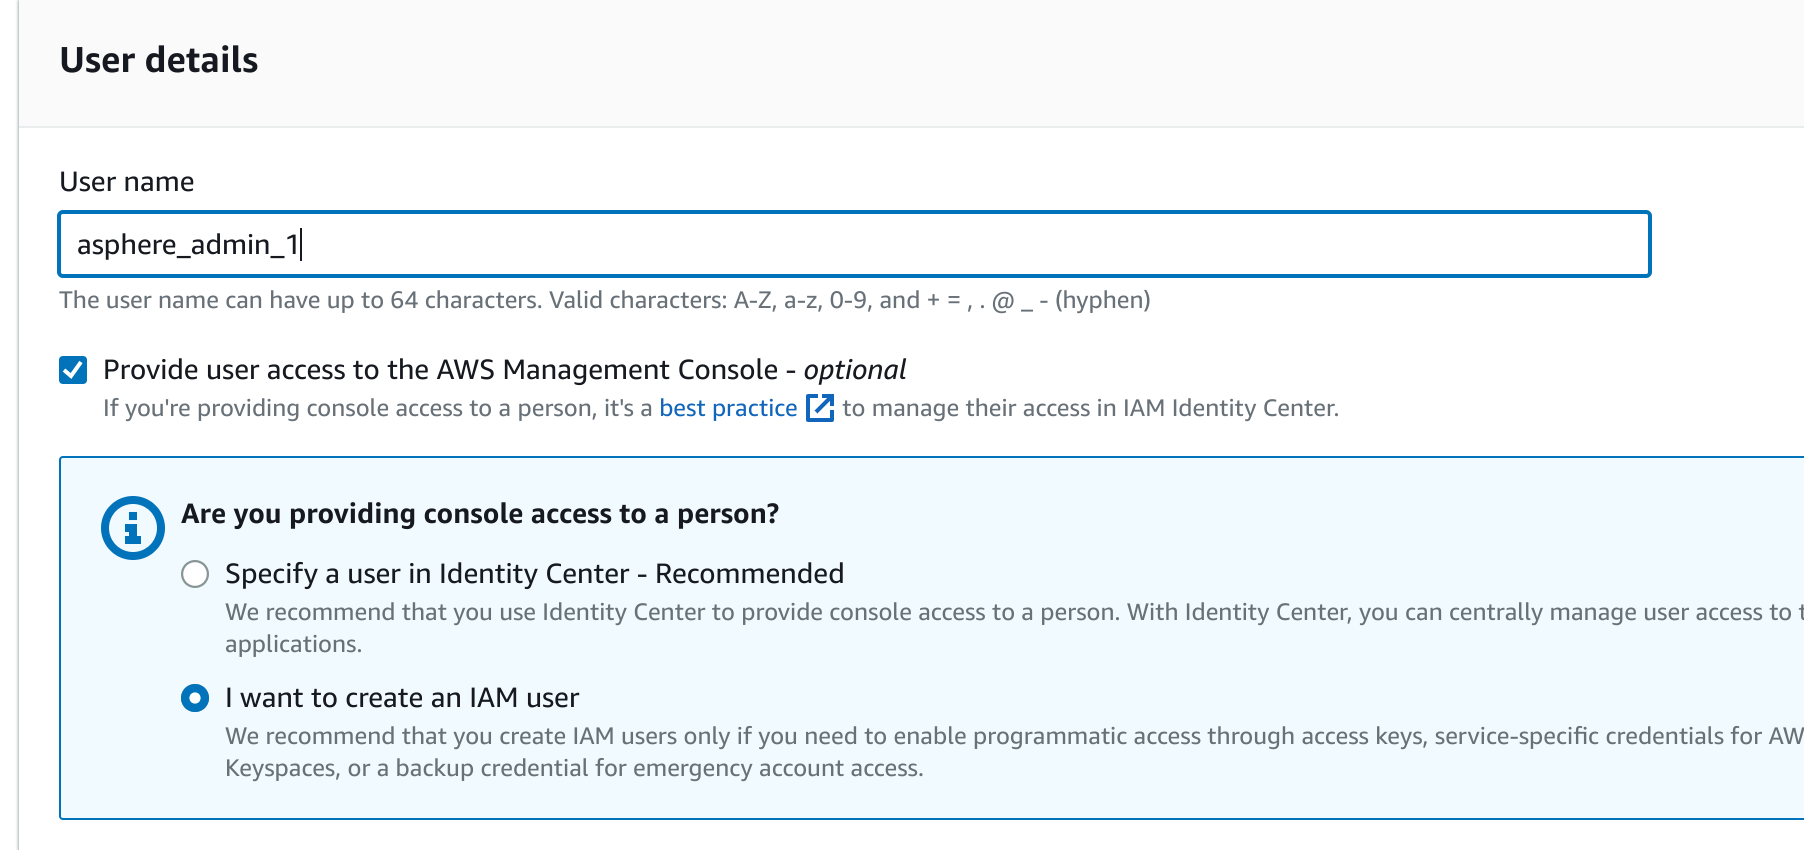 User details
User name
asphere_admin_1
The user name can have up to 64 characters. Valid characters: A-Z, a-z, 0-9, and + = , . @ _ - (hyphen)
Provide user access to the AWS Management Console - optional
If you're providing console access to a person, it's a best practice to manage their access in IAM Identity Center.
Are you providing console access to a person?
Specify a user in Identity Center - Recommended
We recommend that you use Identity Center to provide console access to a person. With Identity Center, you can centrally manage user access to
applications.
I want to create an IAM user
We recommend that you create IAM users only if you need to enable programmatic access through access keys, service-specific credentials for AW
Keyspaces, or a backup credential for emergency account access.